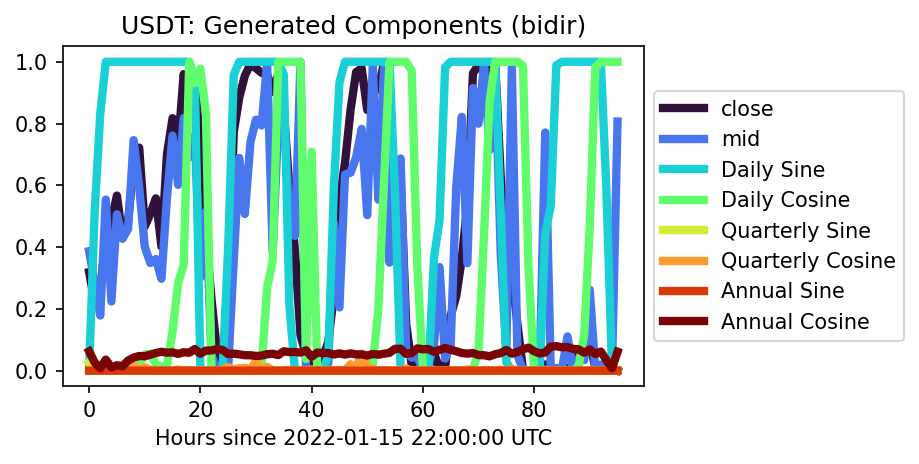 USDT: Generated Components (bidir)
1.0
0.8
0.6
0.4
0.2
0.0
0 20 40 60 80
Hours since 2022-01-15 22:00:00 UTC
close
mid
Daily Sine
Daily Cosine
Quarterly Sine
Quarterly Cosine
Annual Sine
Annual Cosine